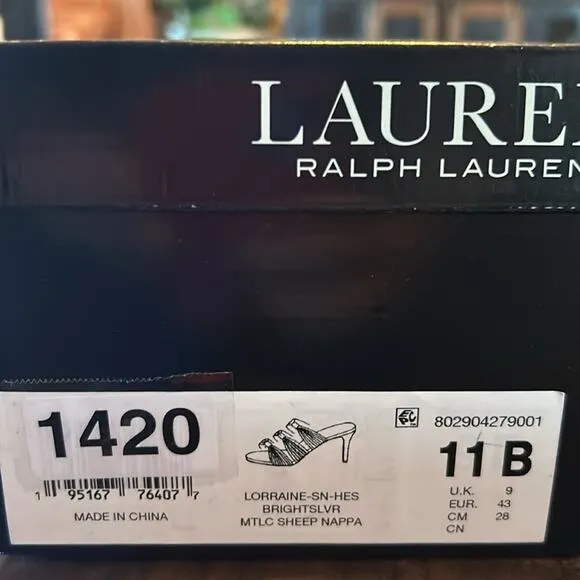 LAURE
RALPH LAUREN
1420
1 95167 76407 7
MADE IN CHINA
LORRAINE-SN-HES
BRIGHTSLVR
MTLC SHEEP NAPPA
802904279001
11 B
U.K. 9
EUR. 43
CM 28
CN